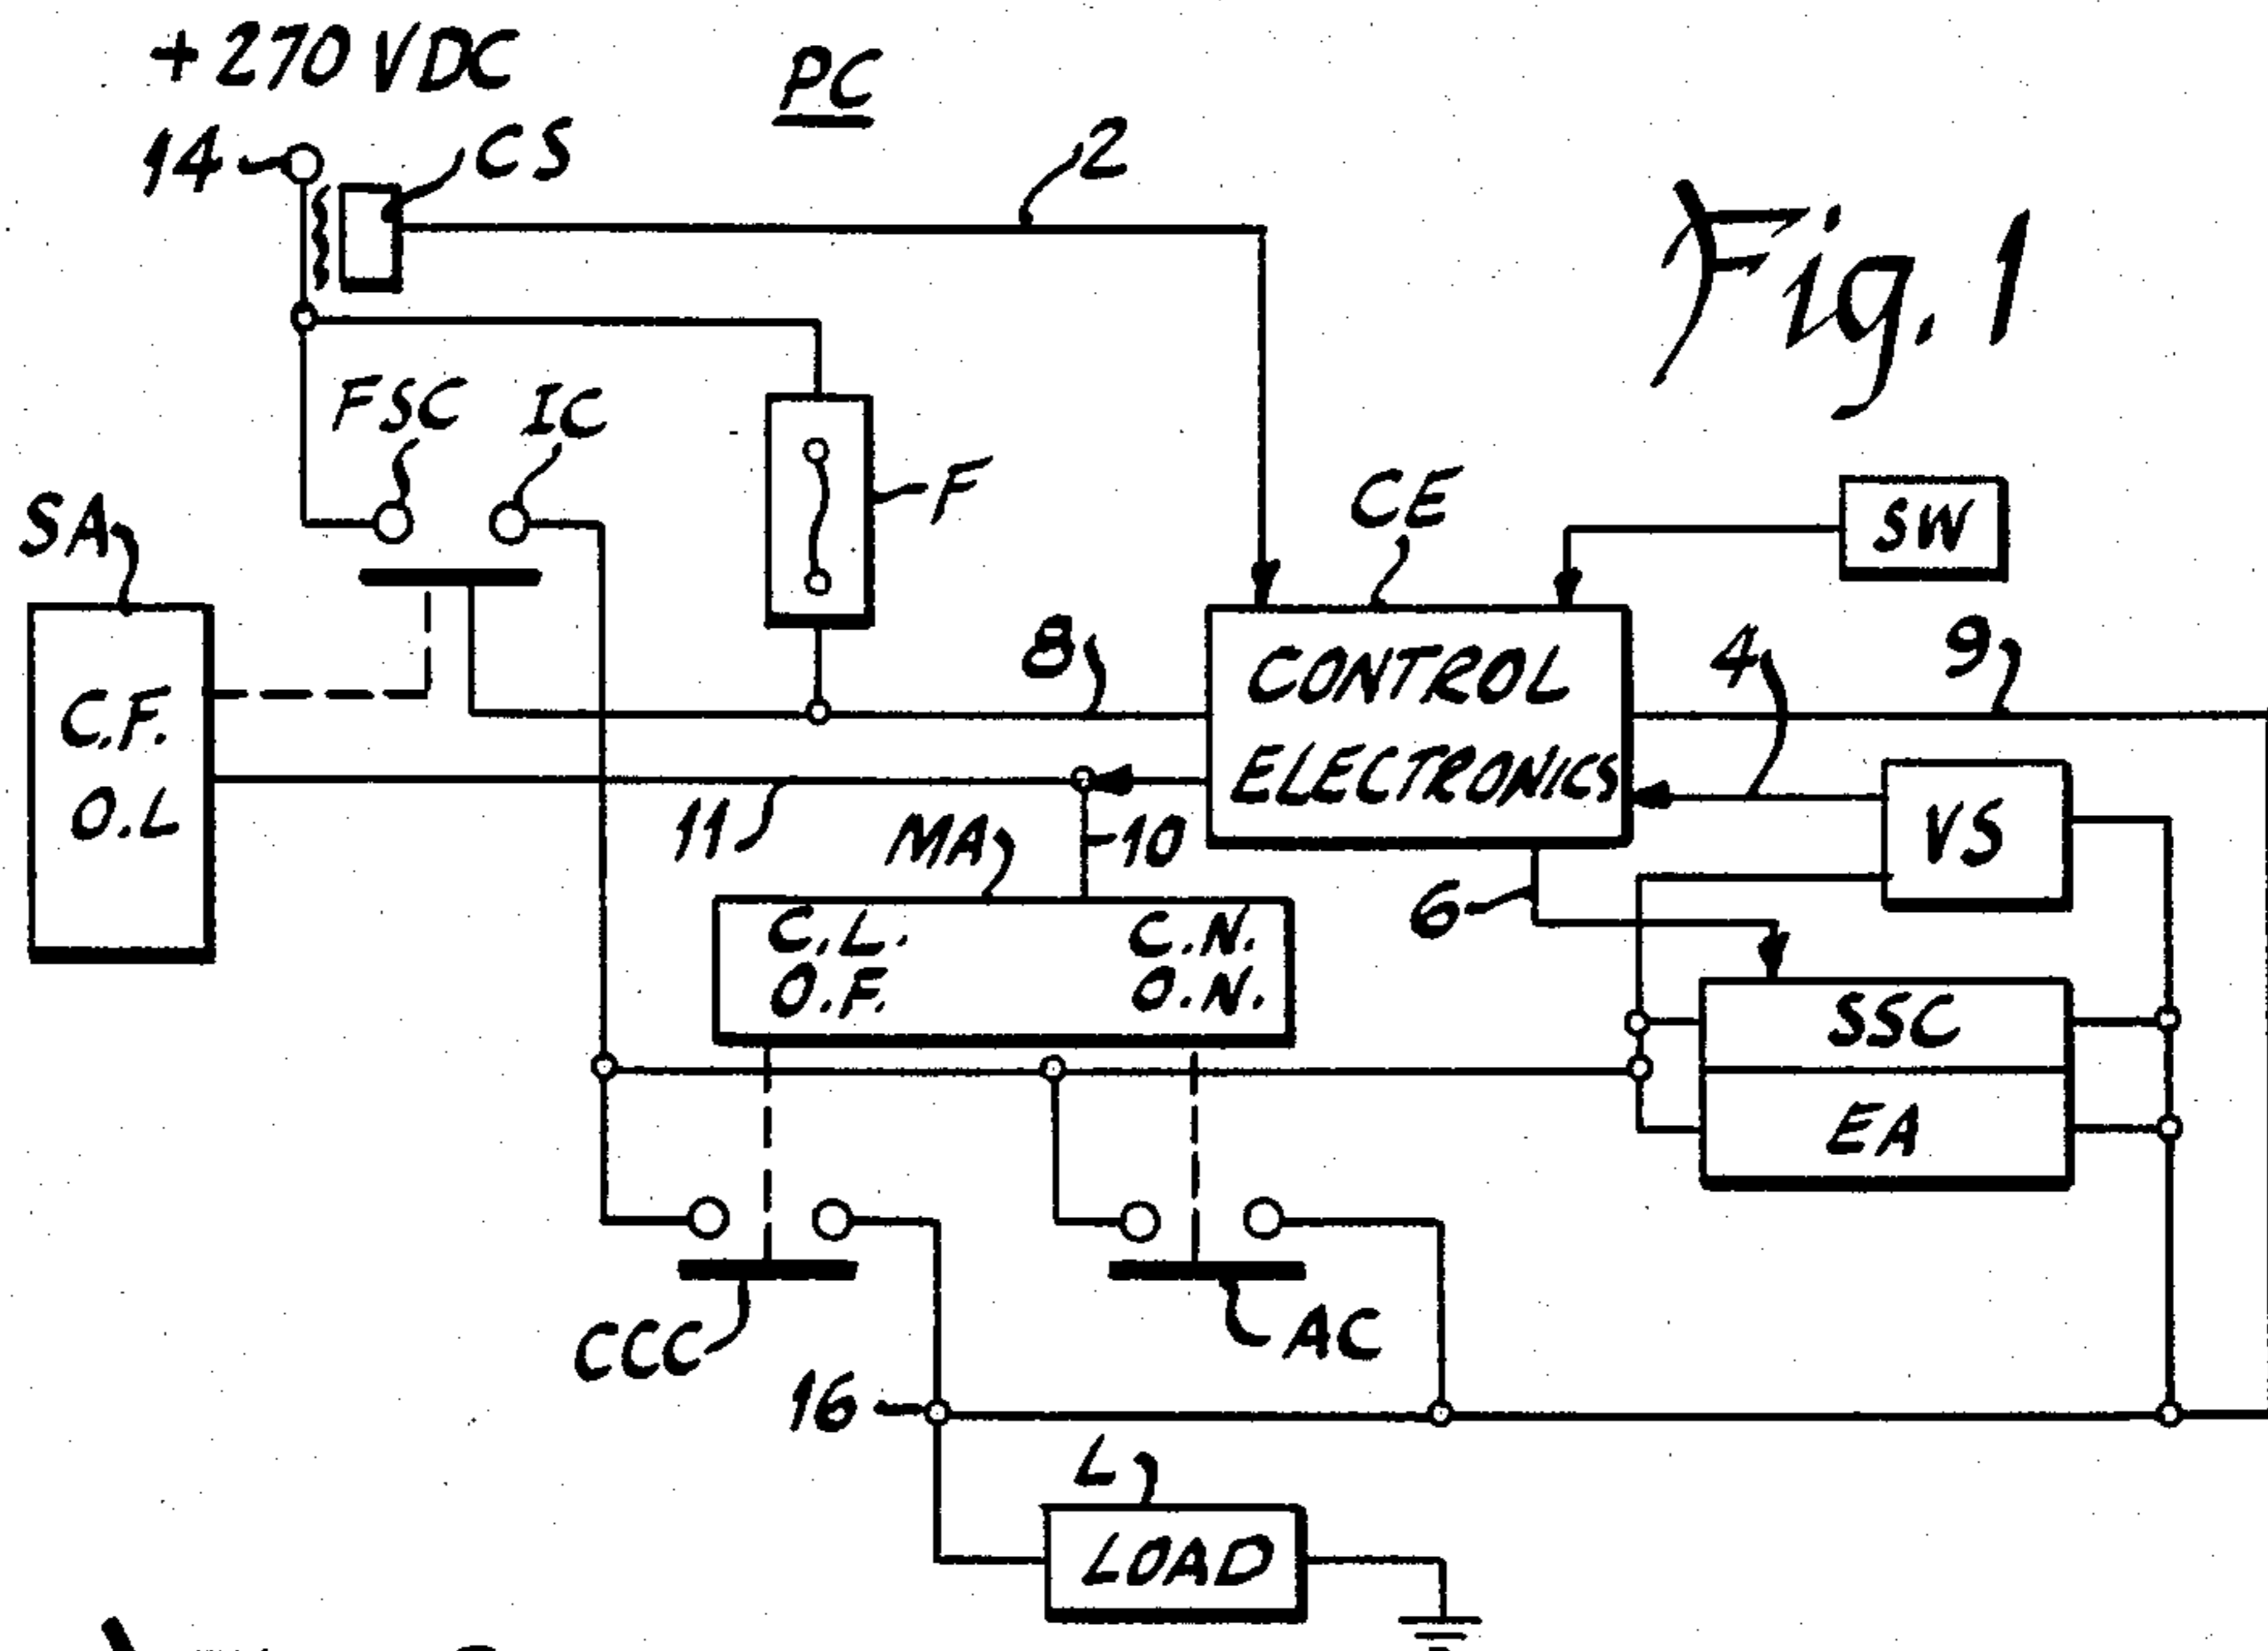 +270 VDC
PC
14
CS
2
Fig. 1
FSC
IC
F
SA
CE
SW
C.F.
O.L
8
CONTROL
ELECTRONICS
4
9
11
MA
10
VS
6
C.L.
C.N.
O.F.
O.N.
SSC
EA
CCC
AC
16
L
LOAD